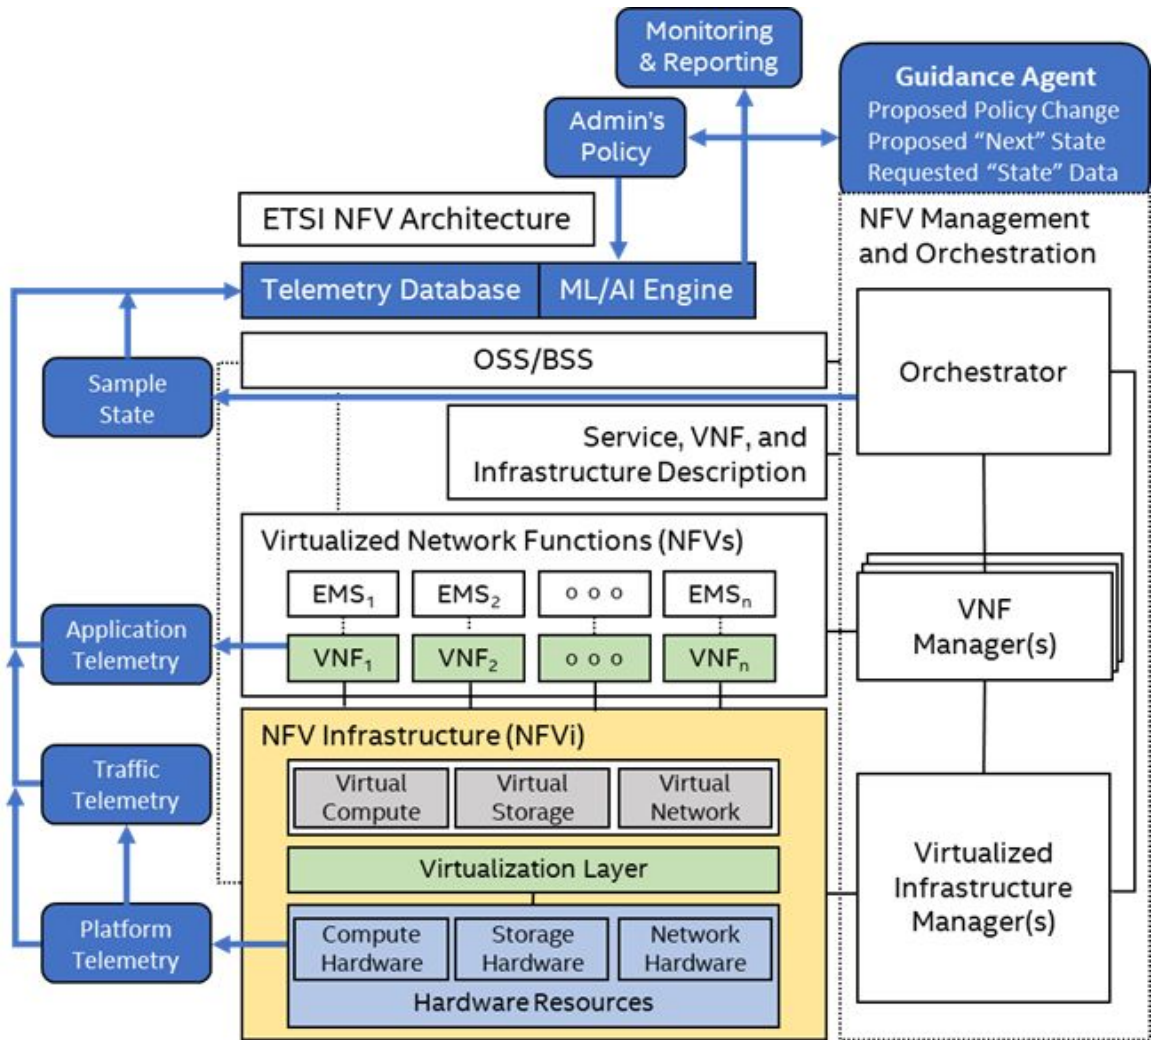 Monitoring
& Reporting
Guidance Agent
Proposed Policy Change
Proposed “Next” State
Requested “State” Data
Admin's
Policy
ETSI NFV Architecture
NFV Management
and Orchestration
Telemetry Database
ML/AI Engine
OSS/BSS
Orchestrator
Sample
State
Service, VNF, and
Infrastructure Description
Virtualized Network Functions (NFVs)
EMS₁
EMS₂
o o o
EMSₙ
VNF
Manager(s)
Application
Telemetry
VNF₁
VNF₂
o o o
VNFₙ
NFV Infrastructure (NFVi)
Traffic
Telemetry
Virtual
Compute
Virtual
Storage
Virtual
Network
Virtualization Layer
Virtualized
Infrastructure
Manager(s)
Platform
Telemetry
Compute
Hardware
Storage
Hardware
Network
Hardware
Hardware Resources